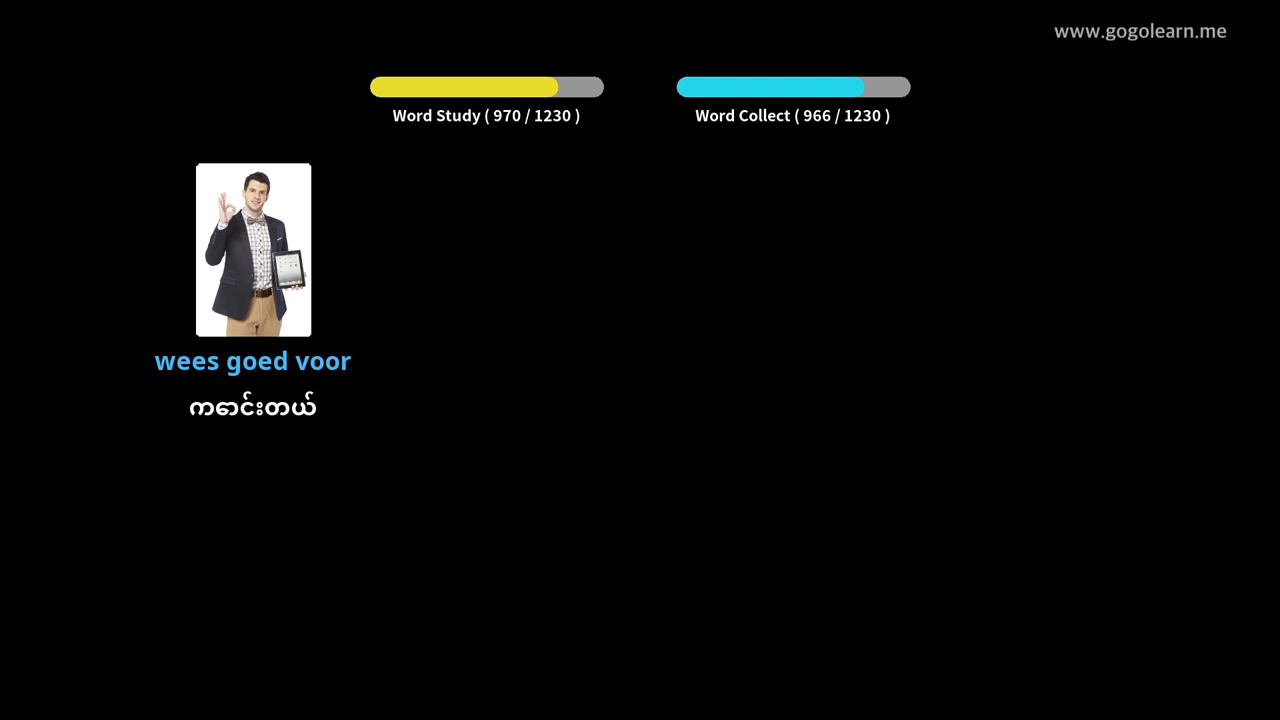 www.gogolearn.me
Word Study ( 970 / 1230 )
Word Collect ( 966 / 1230 )
wees goed voor
ကောင်းတယ်